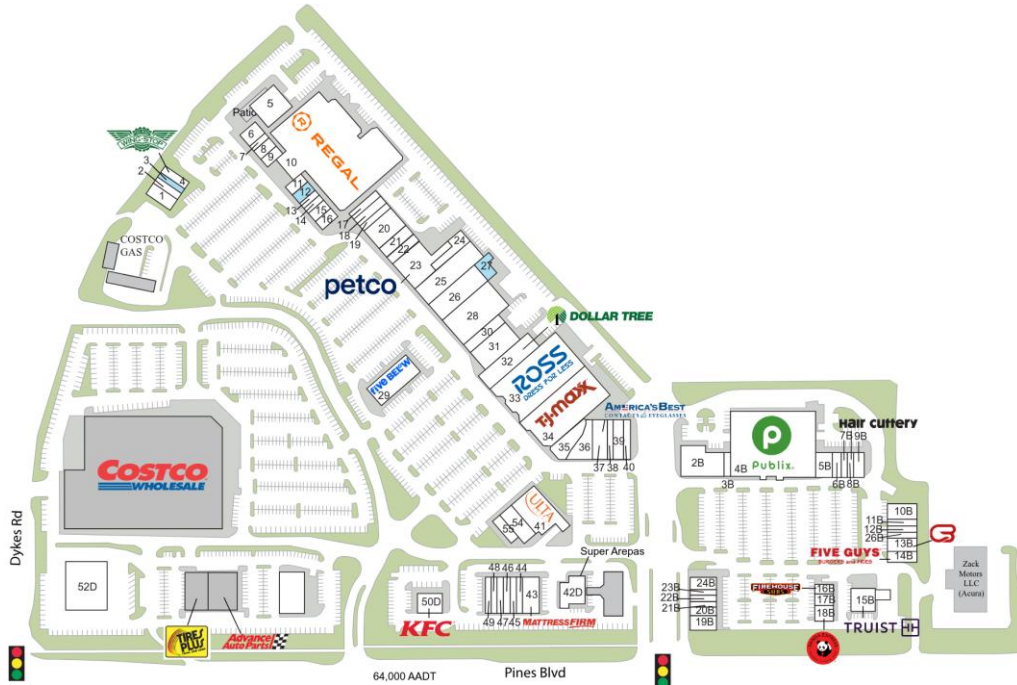 5
Patio
6
7
8
9
10
R
REGAL
WING·STOP
3
4
2
1
11
12
13
14
15
16
17
18
19
20
21
22
23
24
27
25
26
28
30
31
32
COSTCO
GAS
petco
DOLLAR TREE
ROSS
DRESS FOR LESS
five BEL°W
29
33
T·J·maxx
AMERICA'S BEST
CONTACTS & EYEGLASSES
34
35
36
37
38
39
40
Hair Cuttery
7B
9B
P
Publix.
2B
3B
4B
5B
6B
8B
COSTCO
WHOLESALE
ULTA
55
54
41
10B
11B
12B
26B
13B
14B
FIVE GUYS
BURGERS and FRIES
Dykes Rd
Super Arepas
52D
48
46
44
50D
43
42D
49
47
45
KFC
MATTRESSFIRM
TIRES
PLUS
Advance
Auto Parts
23B
24B
22B
21B
20B
19B
FIREHOUSE
SUBS
16B
17B
18B
15B
TRUIST
Zack
Motors
LLC
(Acura)
64,000 AADT
Pines Blvd